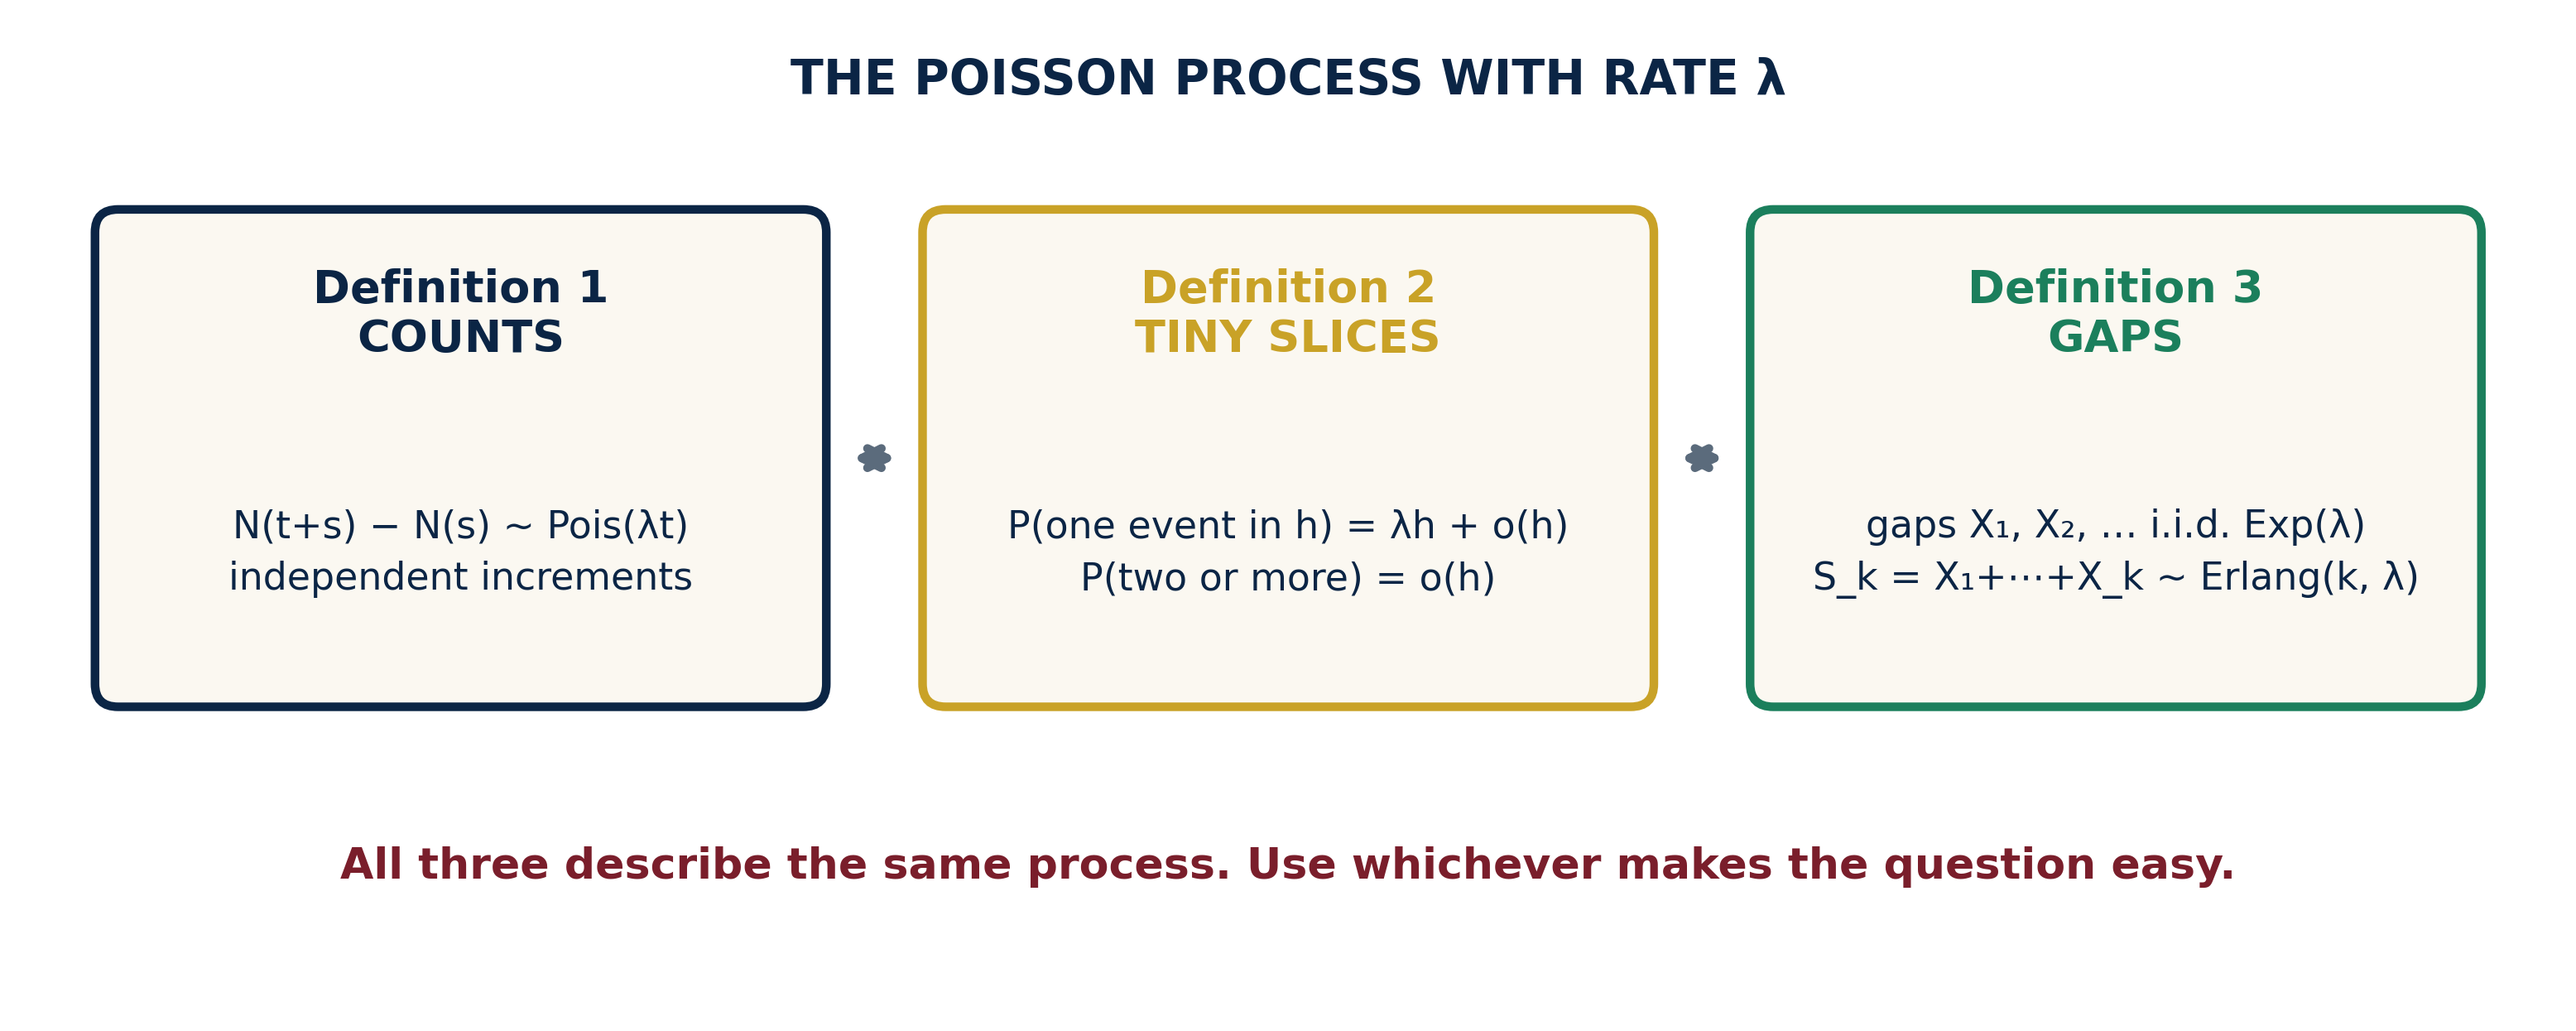 THE POISSON PROCESS WITH RATE λ
Definition 1
COUNTS
N(t+s) − N(s) ~ Pois(λt)
independent increments
Definition 2
TINY SLICES
P(one event in h) = λh + o(h)
P(two or more) = o(h)
Definition 3
GAPS
gaps X₁, X₂, … i.i.d. Exp(λ)
S_k = X₁+⋯+X_k ~ Erlang(k, λ)
All three describe the same process. Use whichever makes the question easy.